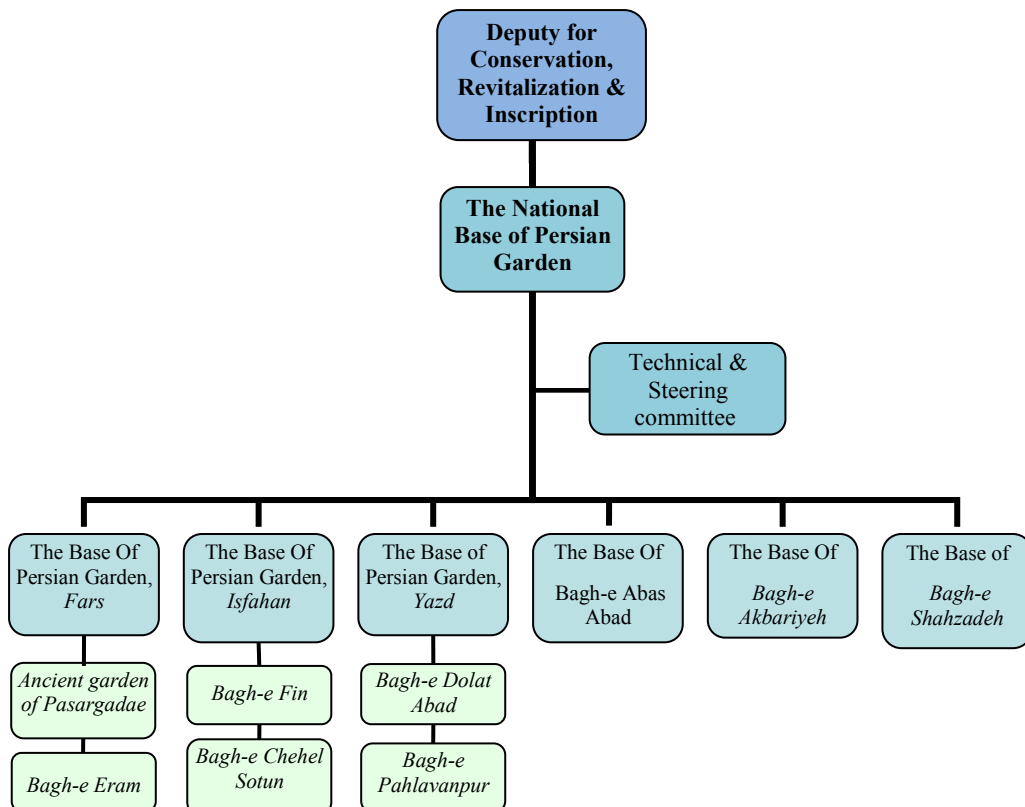 Deputy for
Conservation,
Revitalization &
Inscription
The National
Base of Persian
Garden
Technical &
Steering
committee
The Base Of
Persian Garden,
Fars
The Base Of
Persian Garden,
Isfahan
The Base of
Persian Garden,
Yazd
The Base Of
Bagh-e Abas
Abad
The Base Of
Bagh-e
Akbariyeh
The Base of
Bagh-e
Shahzadeh
Ancient garden
of Pasargadae
Bagh-e Fin
Bagh-e Dolat
Abad
Bagh-e Eram
Bagh-e Chehel
Sotun
Bagh-e
Pahlavanpur